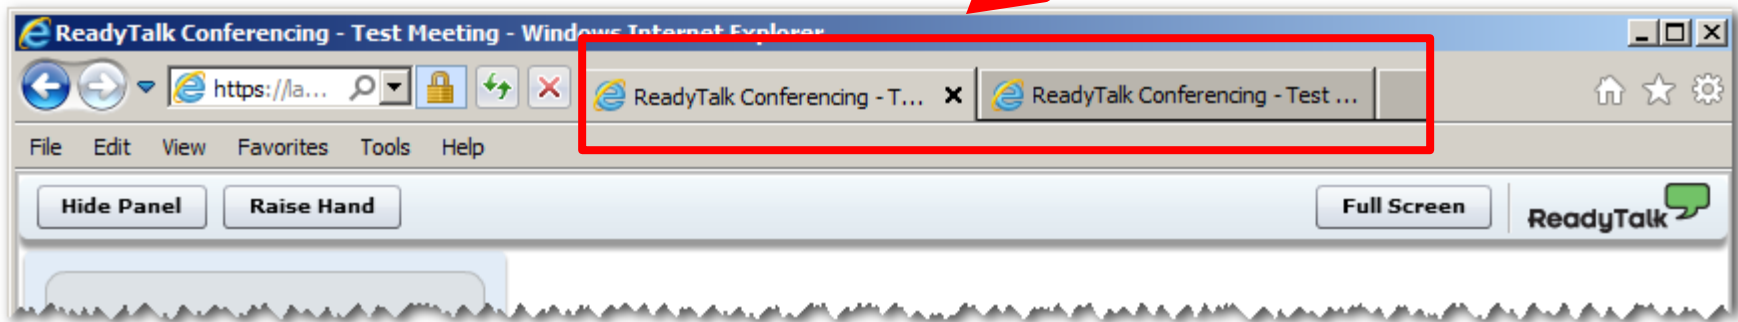 ReadyTalk Conferencing - Test Meeting - Windows Internet Explorer
https://la...
ReadyTalk Conferencing - T...
ReadyTalk Conferencing - Test ...
File Edit View Favorites Tools Help
Hide Panel Raise Hand Full Screen ReadyTalk